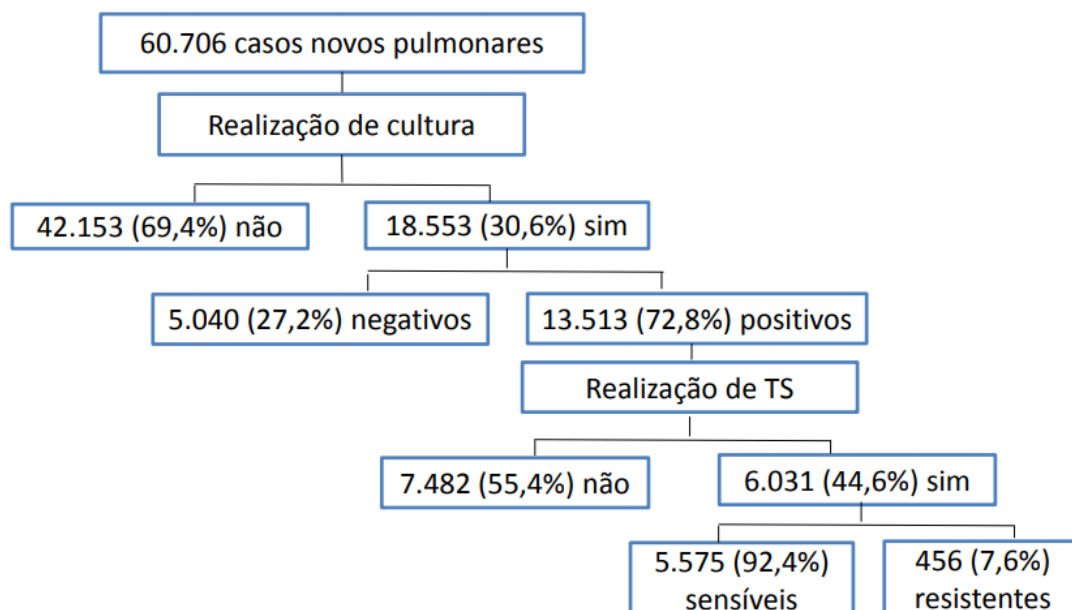 60.706 casos novos pulmonares
Realização de cultura
42.153 (69,4%) não
18.553 (30,6%) sim
5.040 (27,2%) negativos
13.513 (72,8%) positivos
Realização de TS
7.482 (55,4%) não
6.031 (44,6%) sim
5.575 (92,4%)
sensíveis
456 (7,6%)
resistentes